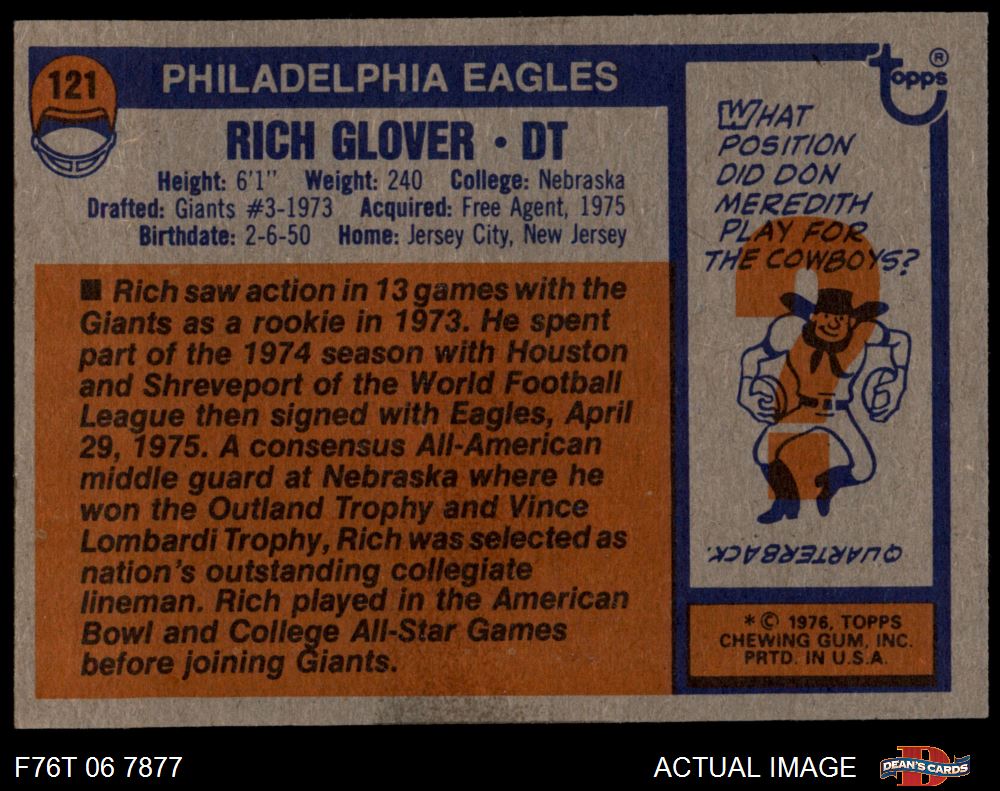 121
PHILADELPHIA EAGLES
RICH GLOVER • DT
Height: 6'1" Weight: 240 College: Nebraska
Drafted: Giants #3-1973 Acquired: Free Agent, 1975
Birthdate: 2-6-50 Home: Jersey City, New Jersey
■ Rich saw action in 13 games with the
Giants as a rookie in 1973. He spent
part of the 1974 season with Houston
and Shreveport of the World Football
League then signed with Eagles, April
29, 1975. A consensus All-American
middle guard at Nebraska where he
won the Outland Trophy and Vince
Lombardi Trophy, Rich was selected as
nation's outstanding collegiate
lineman. Rich played in the American
Bowl and College All-Star Games
before joining Giants.
topps®
WHAT
POSITION
DID DON
MEREDITH
PLAY FOR
THE COWBOYS?
?
QUARTERBACK.
*© 1976, TOPPS
CHEWING GUM, INC.
PRTD. IN U.S.A.
F76T 06 7877
ACTUAL IMAGE
D
DEAN'S CARDS